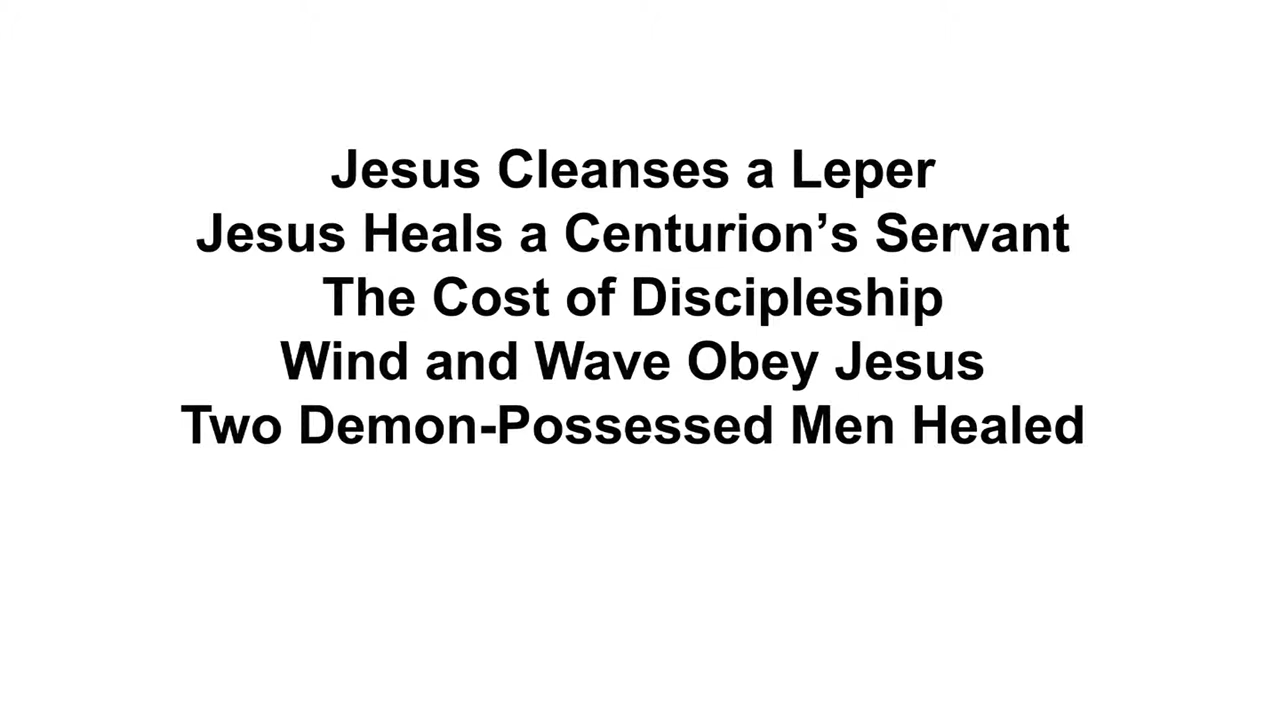 Jesus Cleanses a Leper
Jesus Heals a Centurion’s Servant
The Cost of Discipleship
Wind and Wave Obey Jesus
Two Demon-Possessed Men Healed